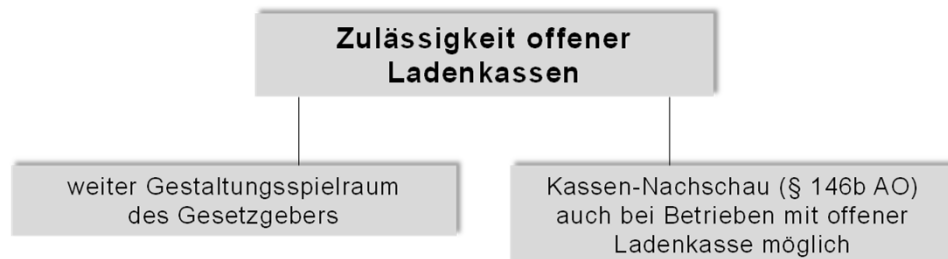 Zulässigkeit offener
Ladenkassen
weiter Gestaltungsspielraum
des Gesetzgebers
Kassen-Nachschau (§ 146b AO)
auch bei Betrieben mit offener
Ladenkasse möglich